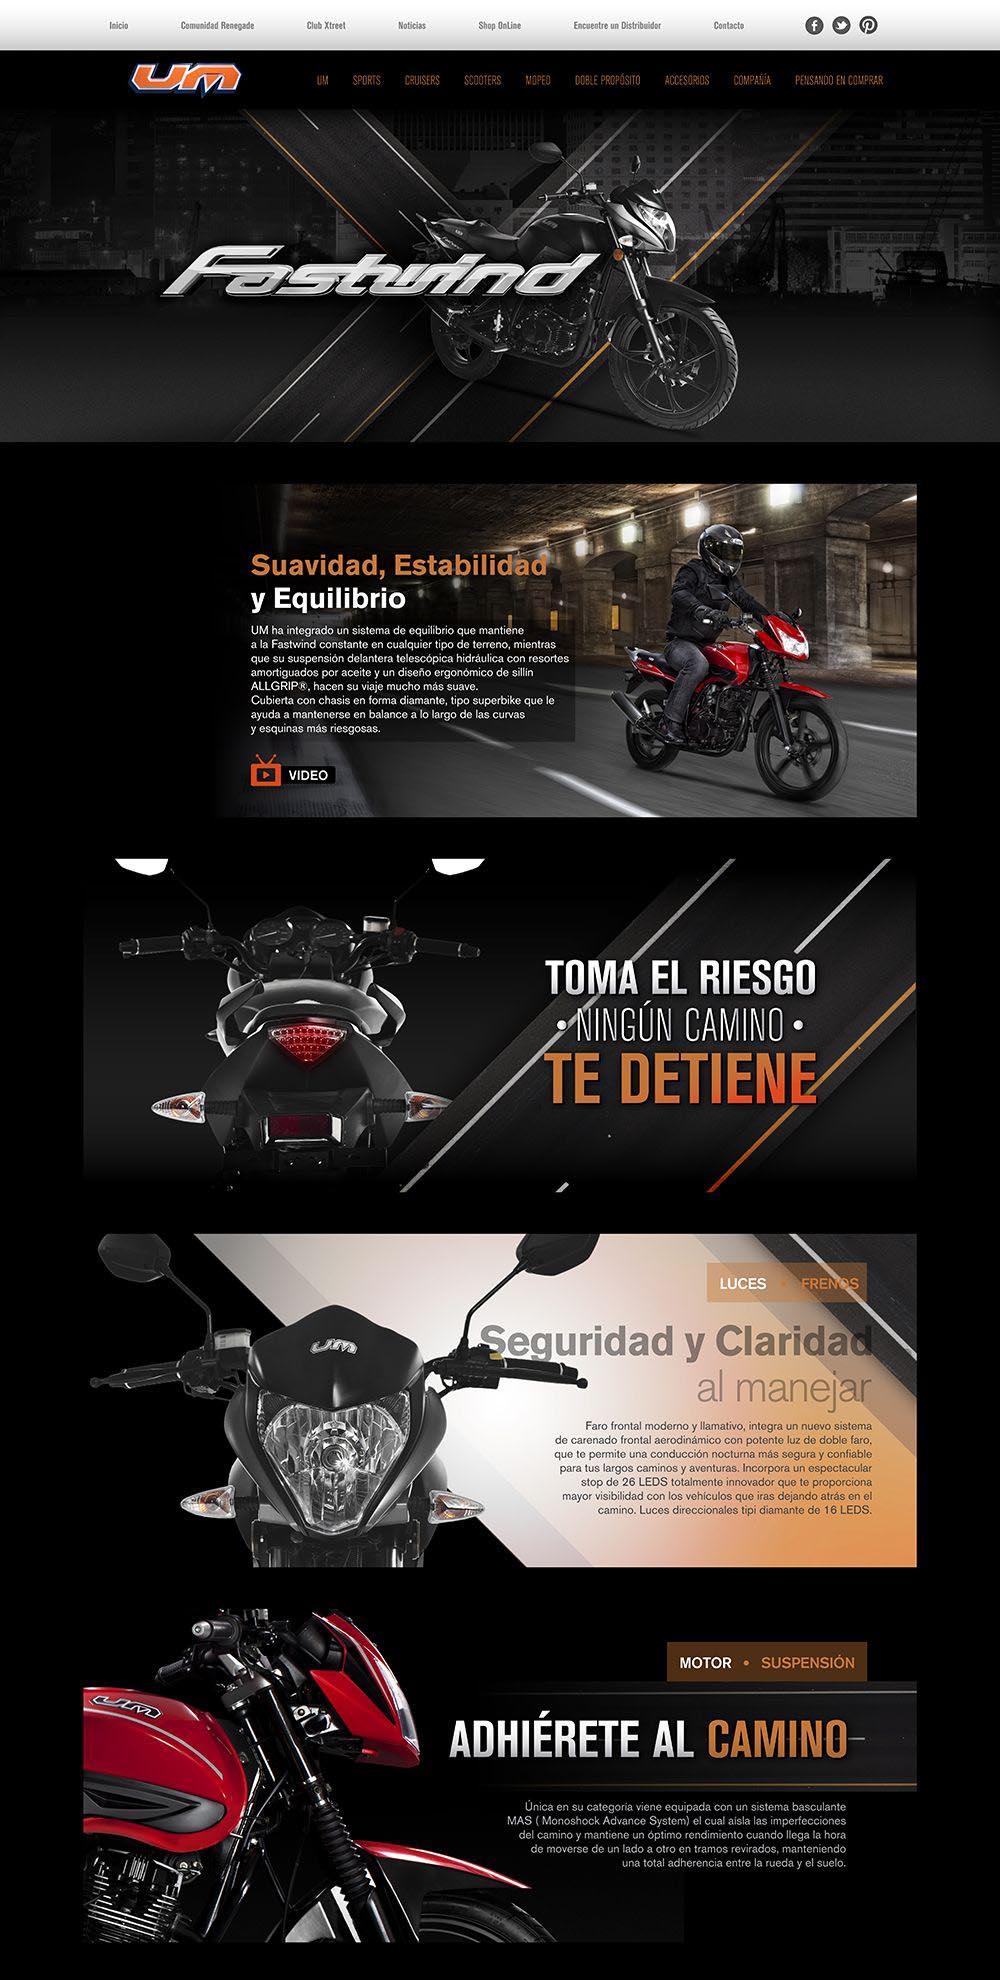 Inicio Comunidad Renegade Club Xtreet Noticias Shop OnLine Encuentre un Distribuidor Contacto
UM
UM SPORTS CRUISERS SCOOTERS MOPED DOBLE PROPÓSITO ACCESORIOS COMPAÑÍA PENSANDO EN COMPRAR
Fastwind
Suavidad, Estabilidad
y Equilibrio
UM ha integrado un sistema de equilibrio que mantiene
a la Fastwind constante en cualquier tipo de terreno, mientras
que su suspensión delantera telescópica hidráulica con resortes
amortiguados por aceite y un diseño ergonómico de sillín
ALLGRIP®, hacen su viaje mucho más suave.
Cubierta con chasis en forma diamante, tipo superbike que le
ayuda a mantenerse en balance a lo largo de las curvas
y esquinas más riesgosas.
VIDEO
TOMA EL RIESGO
• NINGÚN CAMINO •
TE DETIENE
LUCES • FRENOS
UM
Seguridad y Claridad
al manejar
Faro frontal moderno y llamativo, integra un nuevo sistema
de carenado frontal aerodinámico con potente luz de doble faro,
que te permite una conducción nocturna más segura y confiable
para tus largos caminos y aventuras. Incorpora un espectacular
stop de 26 LEDS totalmente innovador que te proporciona
mayor visibilidad con los vehículos que iras dejando atrás en el
camino. Luces direccionales tipi diamante de 16 LEDS.
MOTOR • SUSPENSIÓN
UM
ADHIÉRETE AL CAMINO
Única en su categoría viene equipada con un sistema basculante
MAS ( Monoshock Advance System) el cual aísla las imperfecciones
del camino y mantiene un óptimo rendimiento cuando llega la hora
de moverse de un lado a otro en tramos revirados, manteniendo
una total adherencia entre la rueda y el suelo.